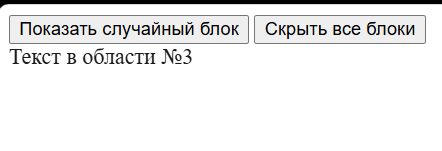 Показать случайный блок Скрыть все блоки
Текст в области №3